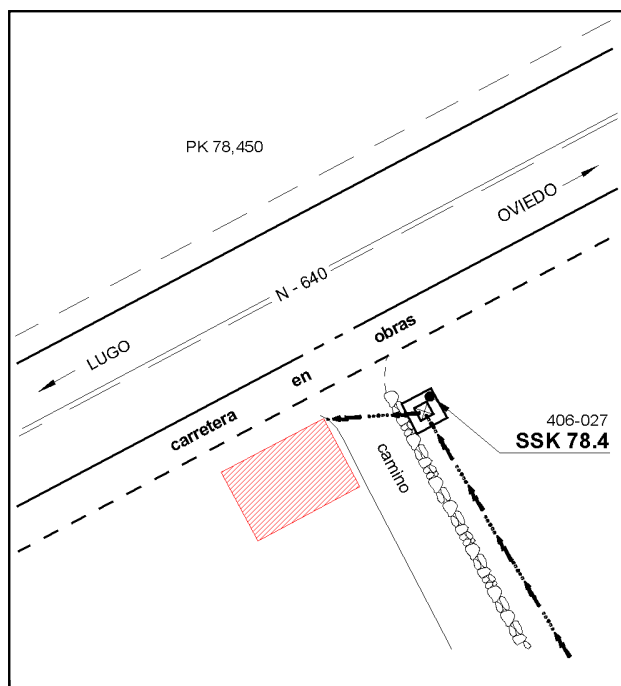 PK 78,450
OVIEDO
N - 640
LUGO
carretera en obras
406-027
SSK 78.4
camino